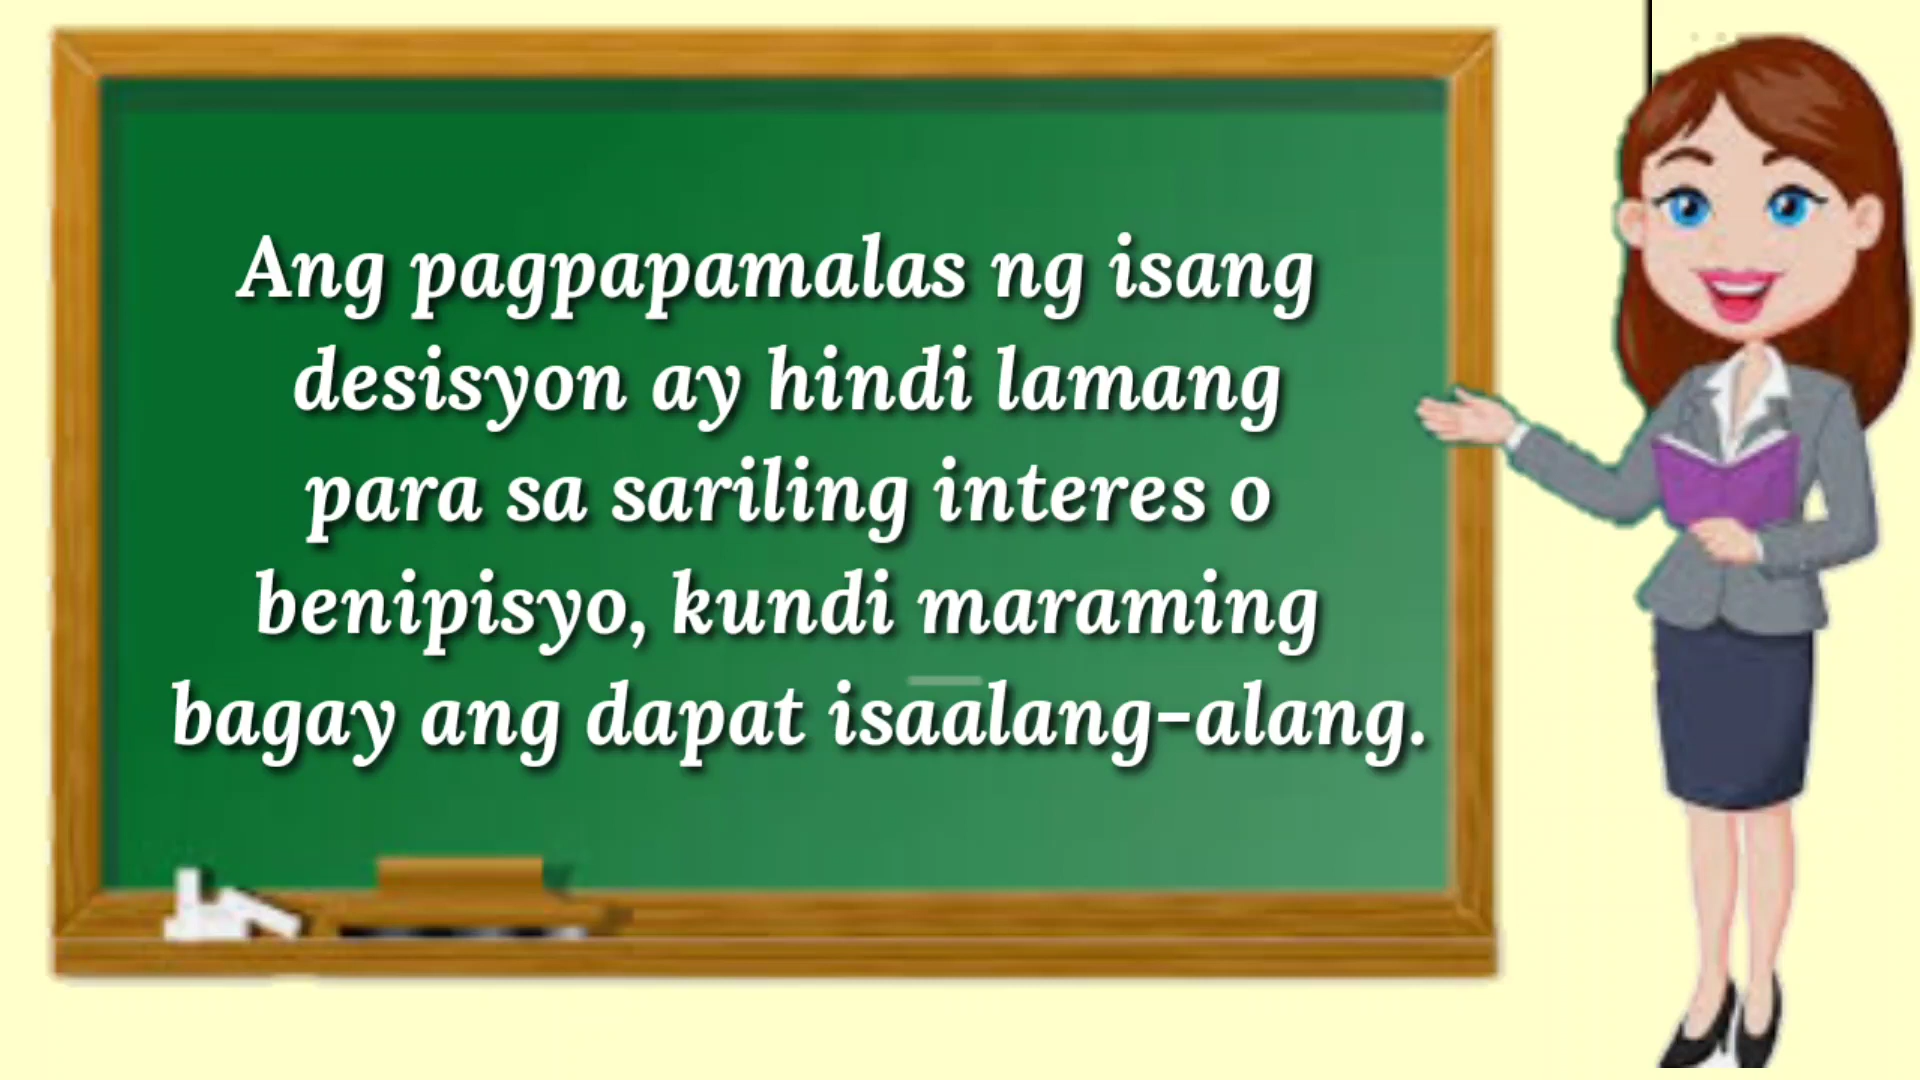 Ang pagpapamalas ng isang
desisyon ay hindi lamang
para sa sariling interes o
benipisyo, kundi maraming
bagay ang dapat isaalang-alang.